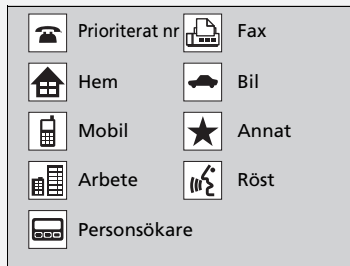 Prioriterat nr Fax
Hem Bil
Mobil Annat
Arbete Röst
Personsökare